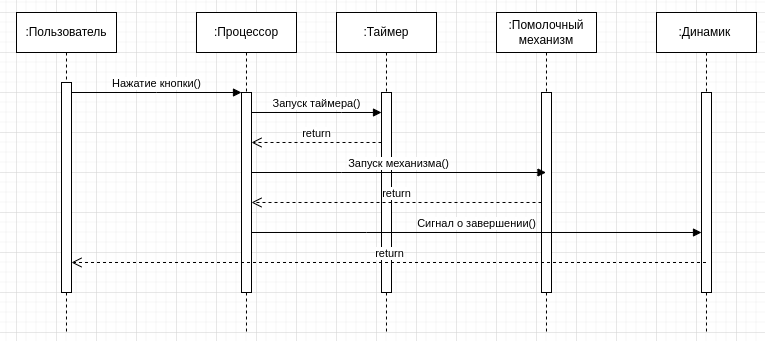 :Пользователь
:Процессор
:Таймер
:Помолочный
механизм
:Динамик
Нажатие кнопки()
Запуск таймера()
return
Запуск механизма()
return
Сигнал о завершении()
return